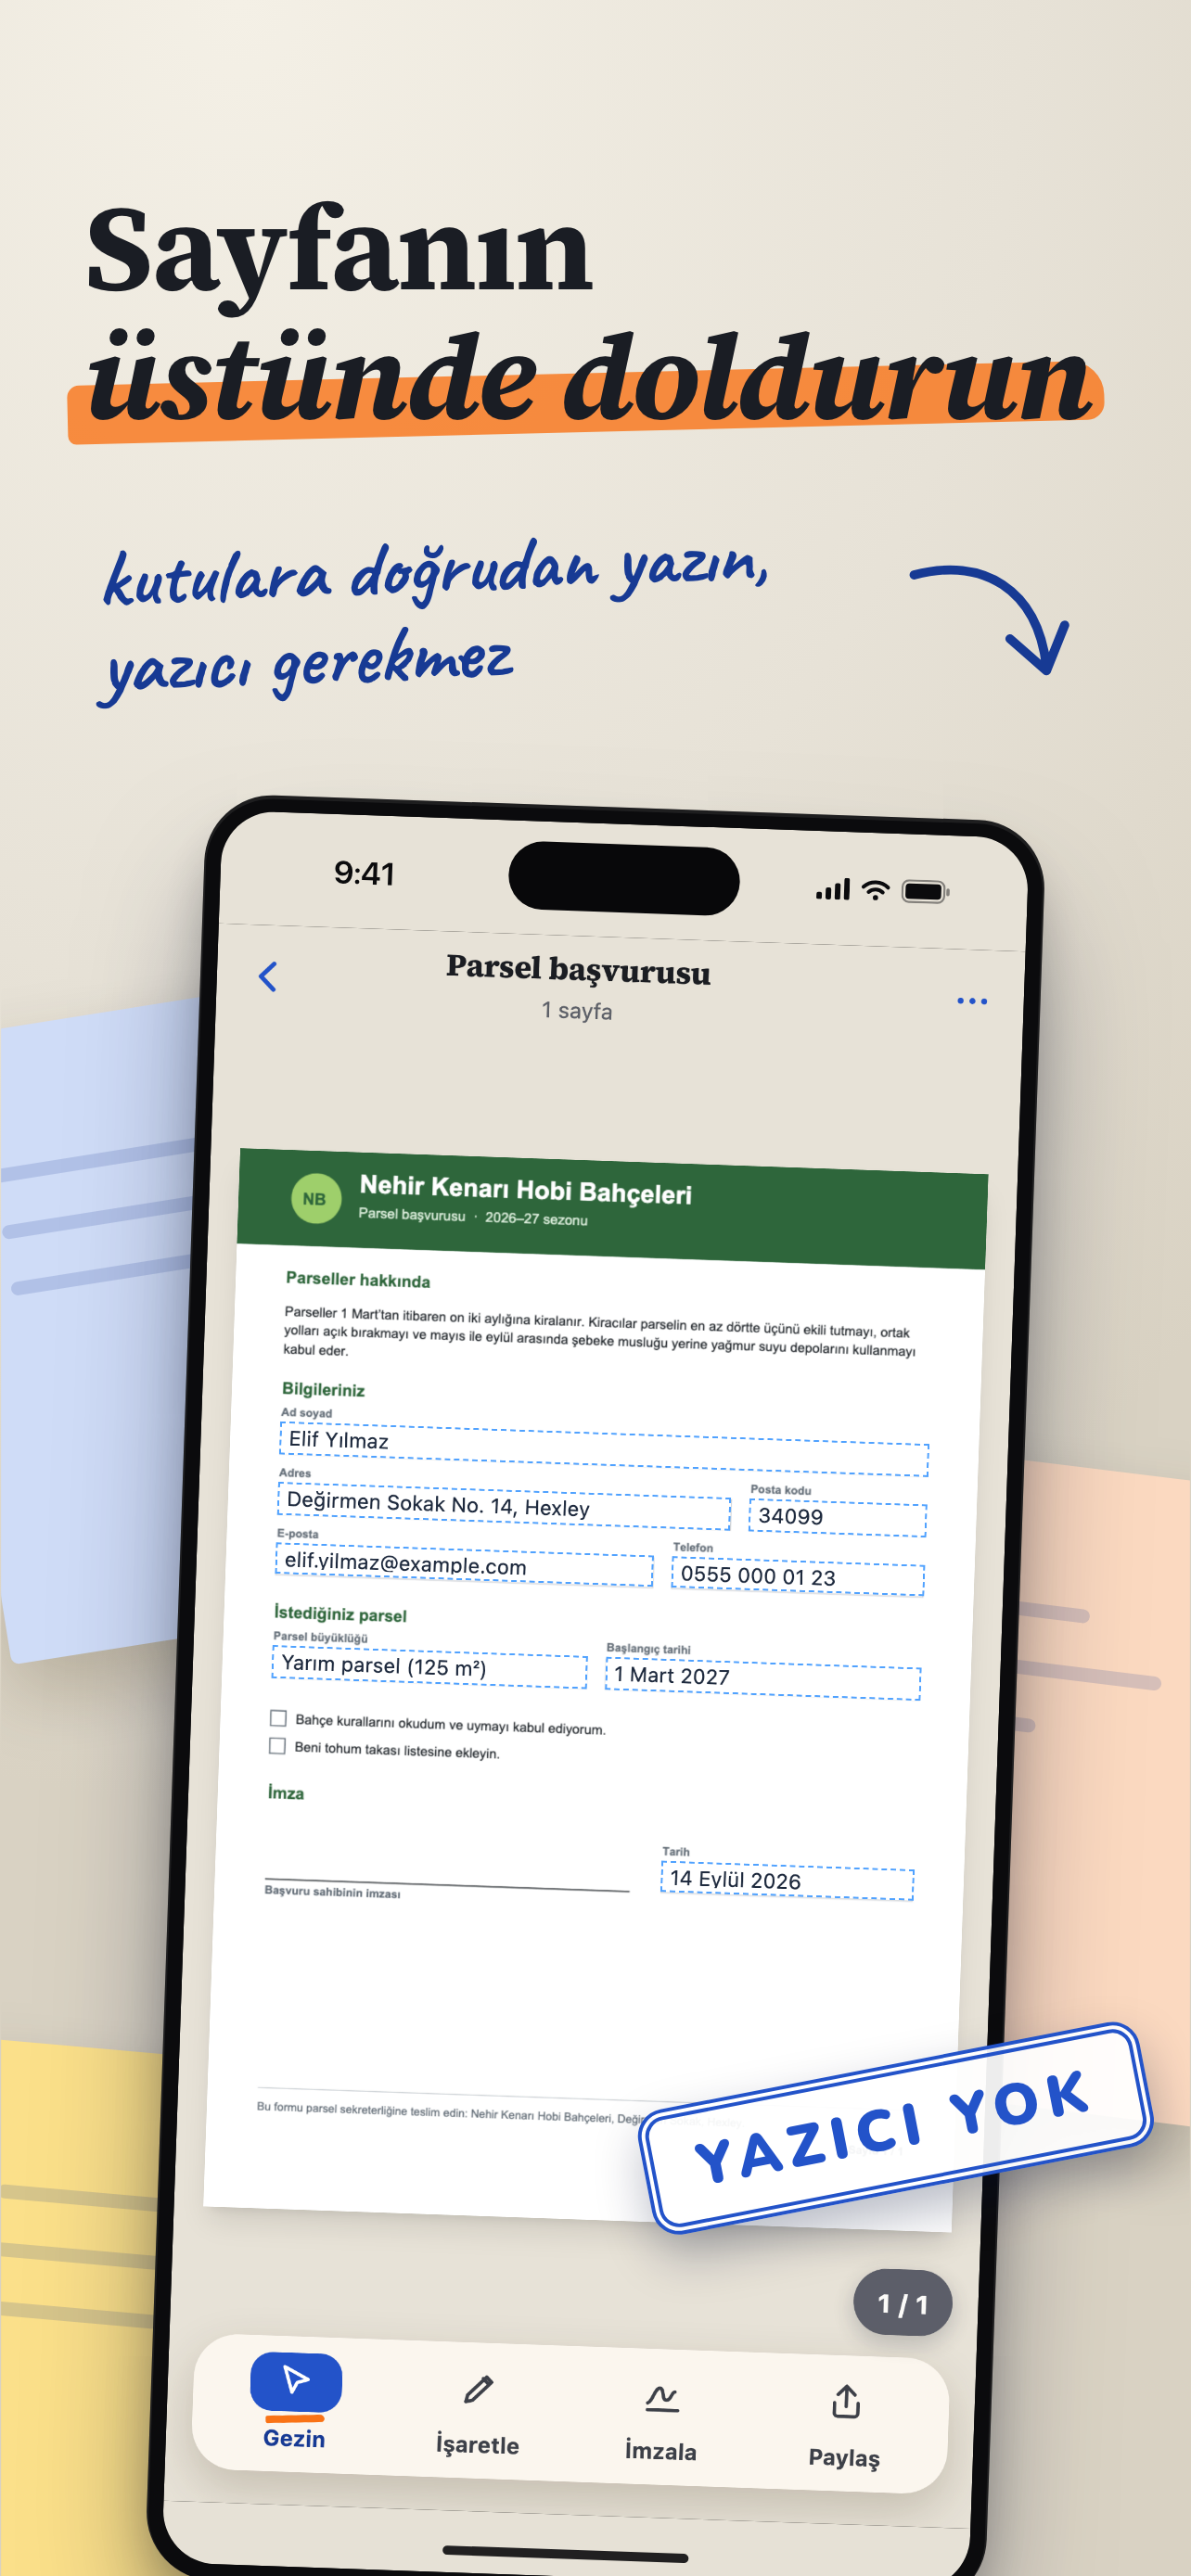 Sayfanın
üstünde doldurun
kutulara doğrudan yazın,
yazıcı gerekmez
9:41
Parsel başvurusu
1 sayfa
NB
Nehir Kenarı Hobi Bahçeleri
Parsel başvurusu · 2026–27 sezonu
Parseller hakkında
Parseller 1 Mart'tan itibaren on iki aylığına kiralanır. Kiracılar parselin en az dörtte üçünü ekili tutmayı, ortak
yolları açık bırakmayı ve mayıs ile eylül arasında şebeke musluğu yerine yağmur suyu depolarını kullanmayı
kabul eder.
Bilgileriniz
Ad soyad
Elif Yılmaz
Adres
Posta kodu
Değirmen Sokak No. 14, Hexley
34099
E-posta
Telefon
elif.yilmaz@example.com
0555 000 01 23
İstediğiniz parsel
Parsel büyüklüğü
Başlangıç tarihi
Yarım parsel (125 m²)
1 Mart 2027
Bahçe kurallarını okudum ve uymayı kabul ediyorum.
Beni tohum takası listesine ekleyin.
İmza
Tarih
14 Eylül 2026
Başvuru sahibinin imzası
Bu formu parsel sekreterliğine teslim edin: Nehir Kenarı Hobi Bahçeleri,
YAZICI YOK
1 / 1
Gezin
İşaretle
İmzala
Paylaş